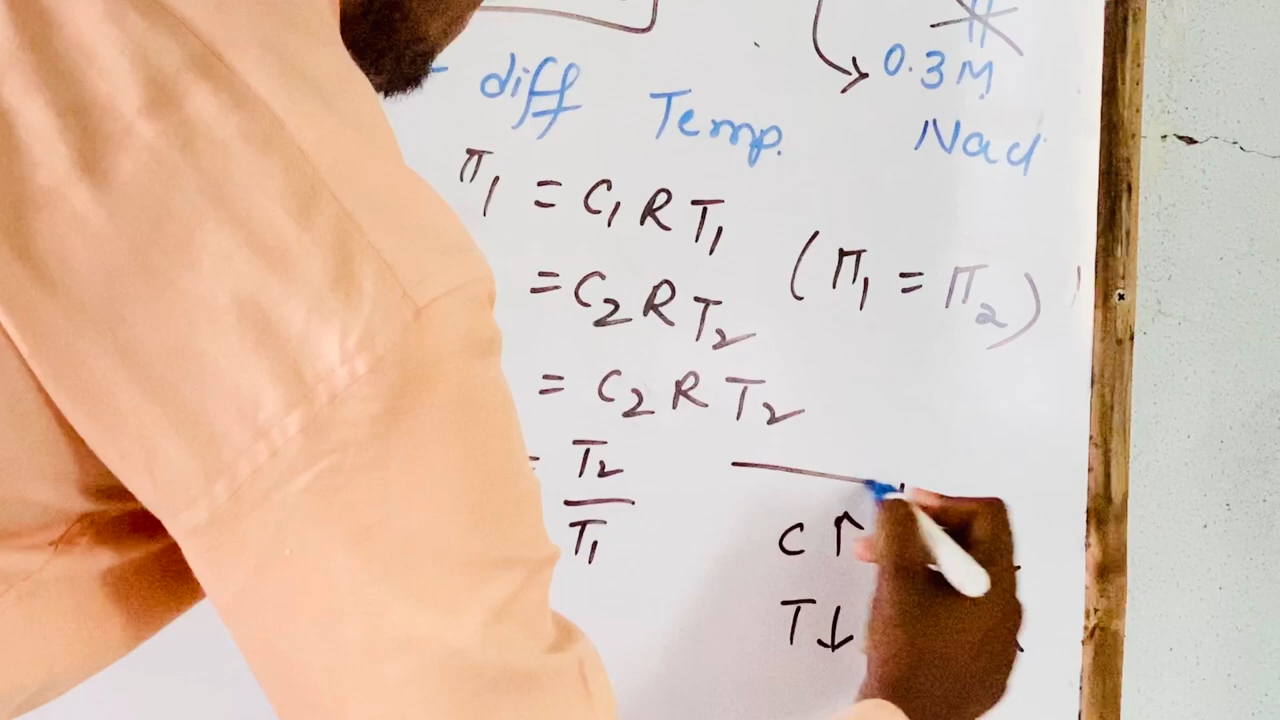 0.3 M
diff Temp.
Nacl
π₁ = C₁ R T₁
= C₂ R T₂ (π₁ = π₂)
= C₂ R T₂
= T₂ / T₁
C ↑
T ↓